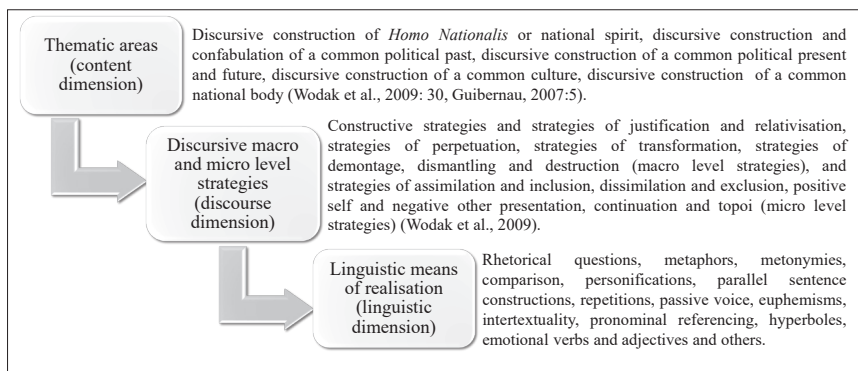 Thematic areas
(content
dimension)
Discursive construction of Homo Nationalis or national spirit, discursive construction and
confabulation of a common political past, discursive construction of a common political present
and future, discursive construction of a common culture, discursive construction of a common
national body (Wodak et al., 2009: 30, Guibernau, 2007:5).
Discursive macro
and micro level
strategies
(discourse
dimension)
Constructive strategies and strategies of justification and relativisation,
strategies of perpetuation, strategies of transformation, strategies of
demontage, dismantling and destruction (macro level strategies), and
strategies of assimilation and inclusion, dissimilation and exclusion, positive
self and negative other presentation, continuation and topoi (micro level
strategies) (Wodak et al., 2009).
Linguistic means
of realisation
(linguistic
dimension)
Rhetorical questions, metaphors, metonymies,
comparison, personifications, parallel sentence
constructions, repetitions, passive voice, euphemisms,
intertextuality, pronominal referencing, hyperboles,
emotional verbs and adjectives and others.